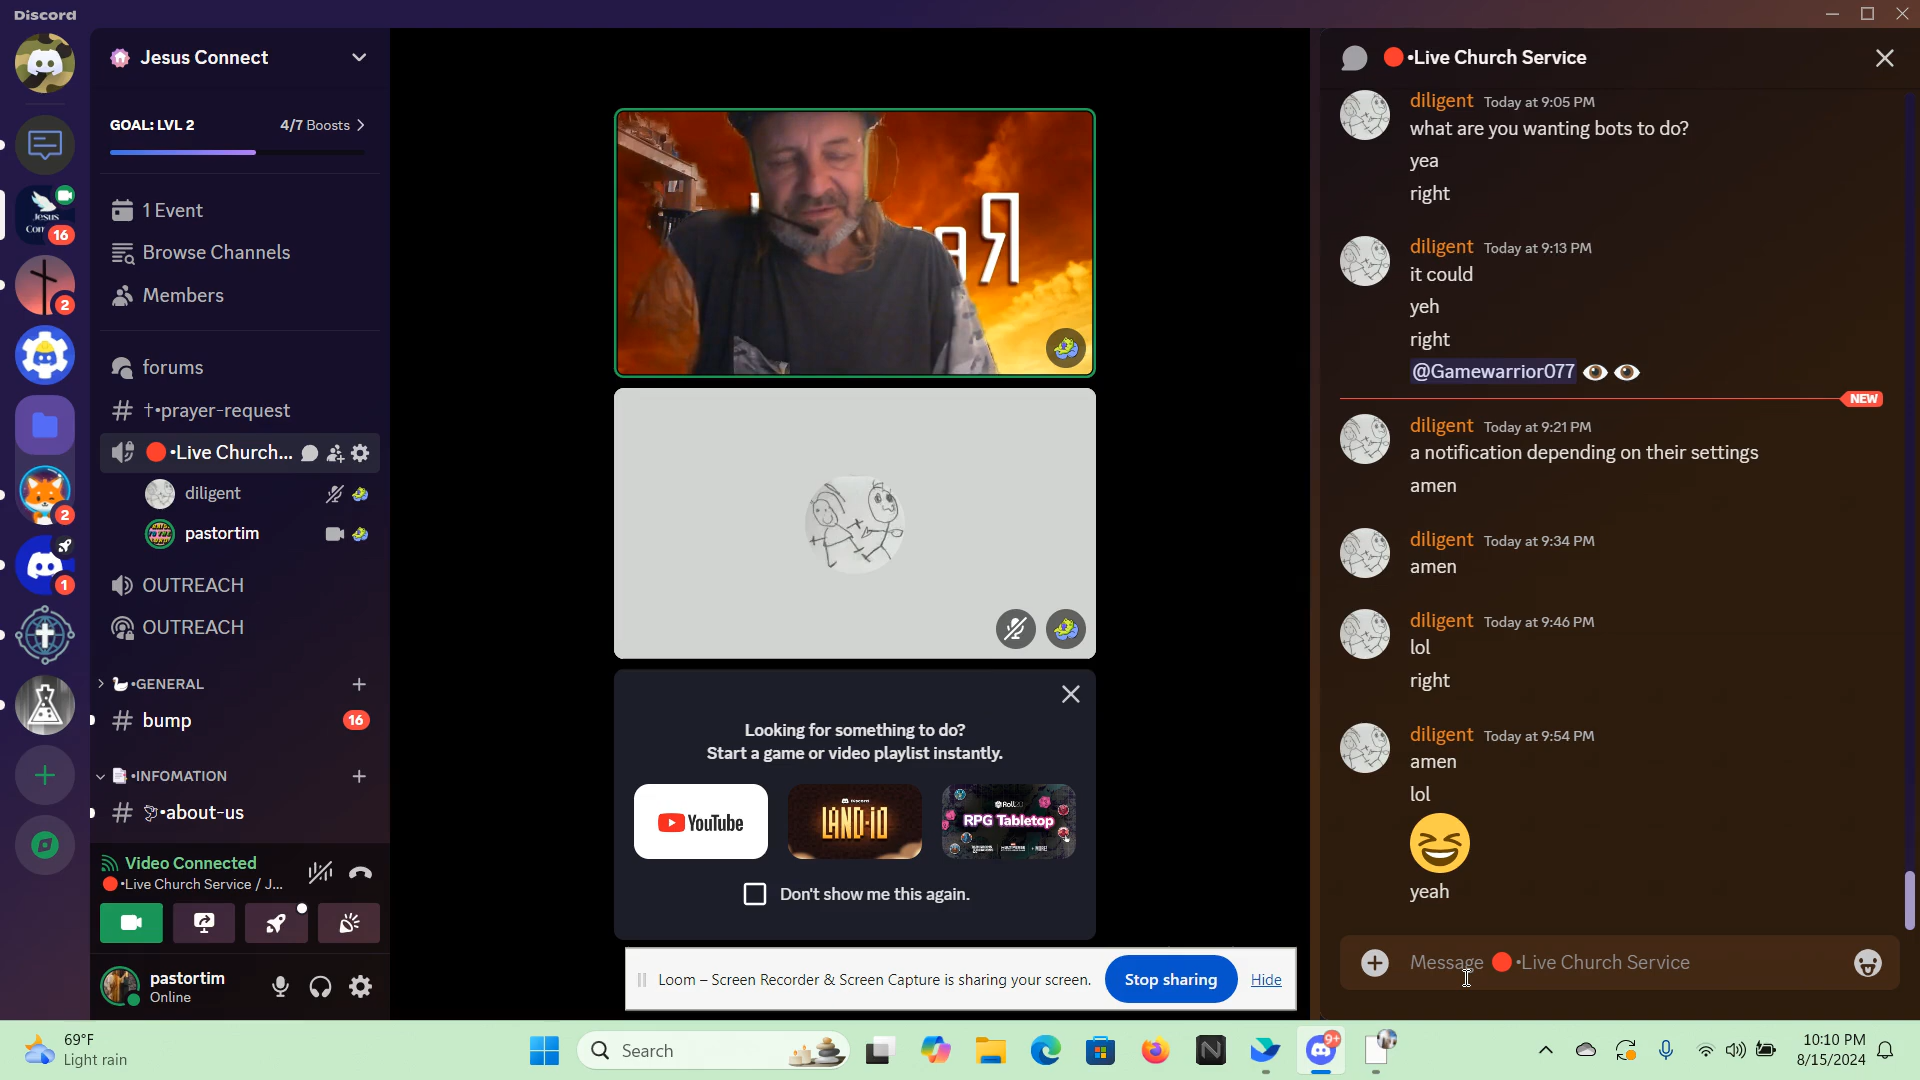 Discord
Jesus Connect
GOAL: LVL 2
4/7 Boosts
1 Event
Browse Channels
Members
forums
†•prayer-request
•Live Church...
diligent
pastortim
OUTREACH
OUTREACH
•GENERAL
bump
16
•INFOMATION
•about-us
Video Connected
•Live Church Service / J...
pastortim
Online
16
2
2
1
Looking for something to do?
Start a game or video playlist instantly.
YouTube
LAND-IO
Roll20
RPG Tabletop
Don't show me this again.
Loom – Screen Recorder & Screen Capture is sharing your screen.
Stop sharing
Hide
•Live Church Service
diligent Today at 9:05 PM
what are you wanting bots to do?
yea
right
diligent Today at 9:13 PM
it could
yeh
right
@Gamewarrior077
NEW
diligent Today at 9:21 PM
a notification depending on their settings
amen
diligent Today at 9:34 PM
amen
diligent Today at 9:46 PM
lol
right
diligent Today at 9:54 PM
amen
lol
yeah
Message •Live Church Service
69°F
Light rain
Search
9+
10:10 PM
8/15/2024